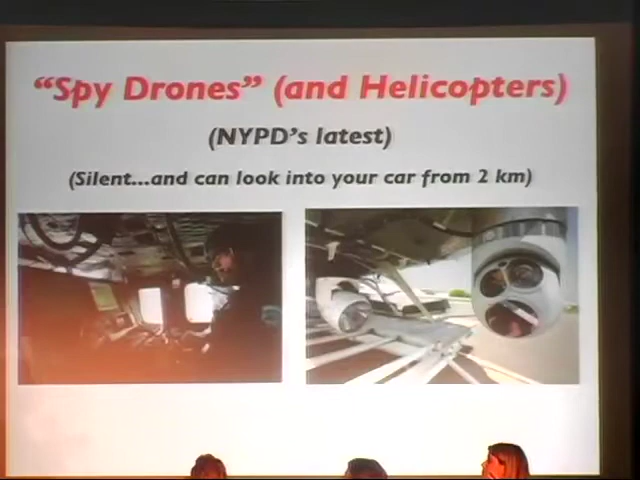 “Spy Drones” (and Helicopters)
(NYPD’s latest)
(Silent...and can look into your car from 2 km)